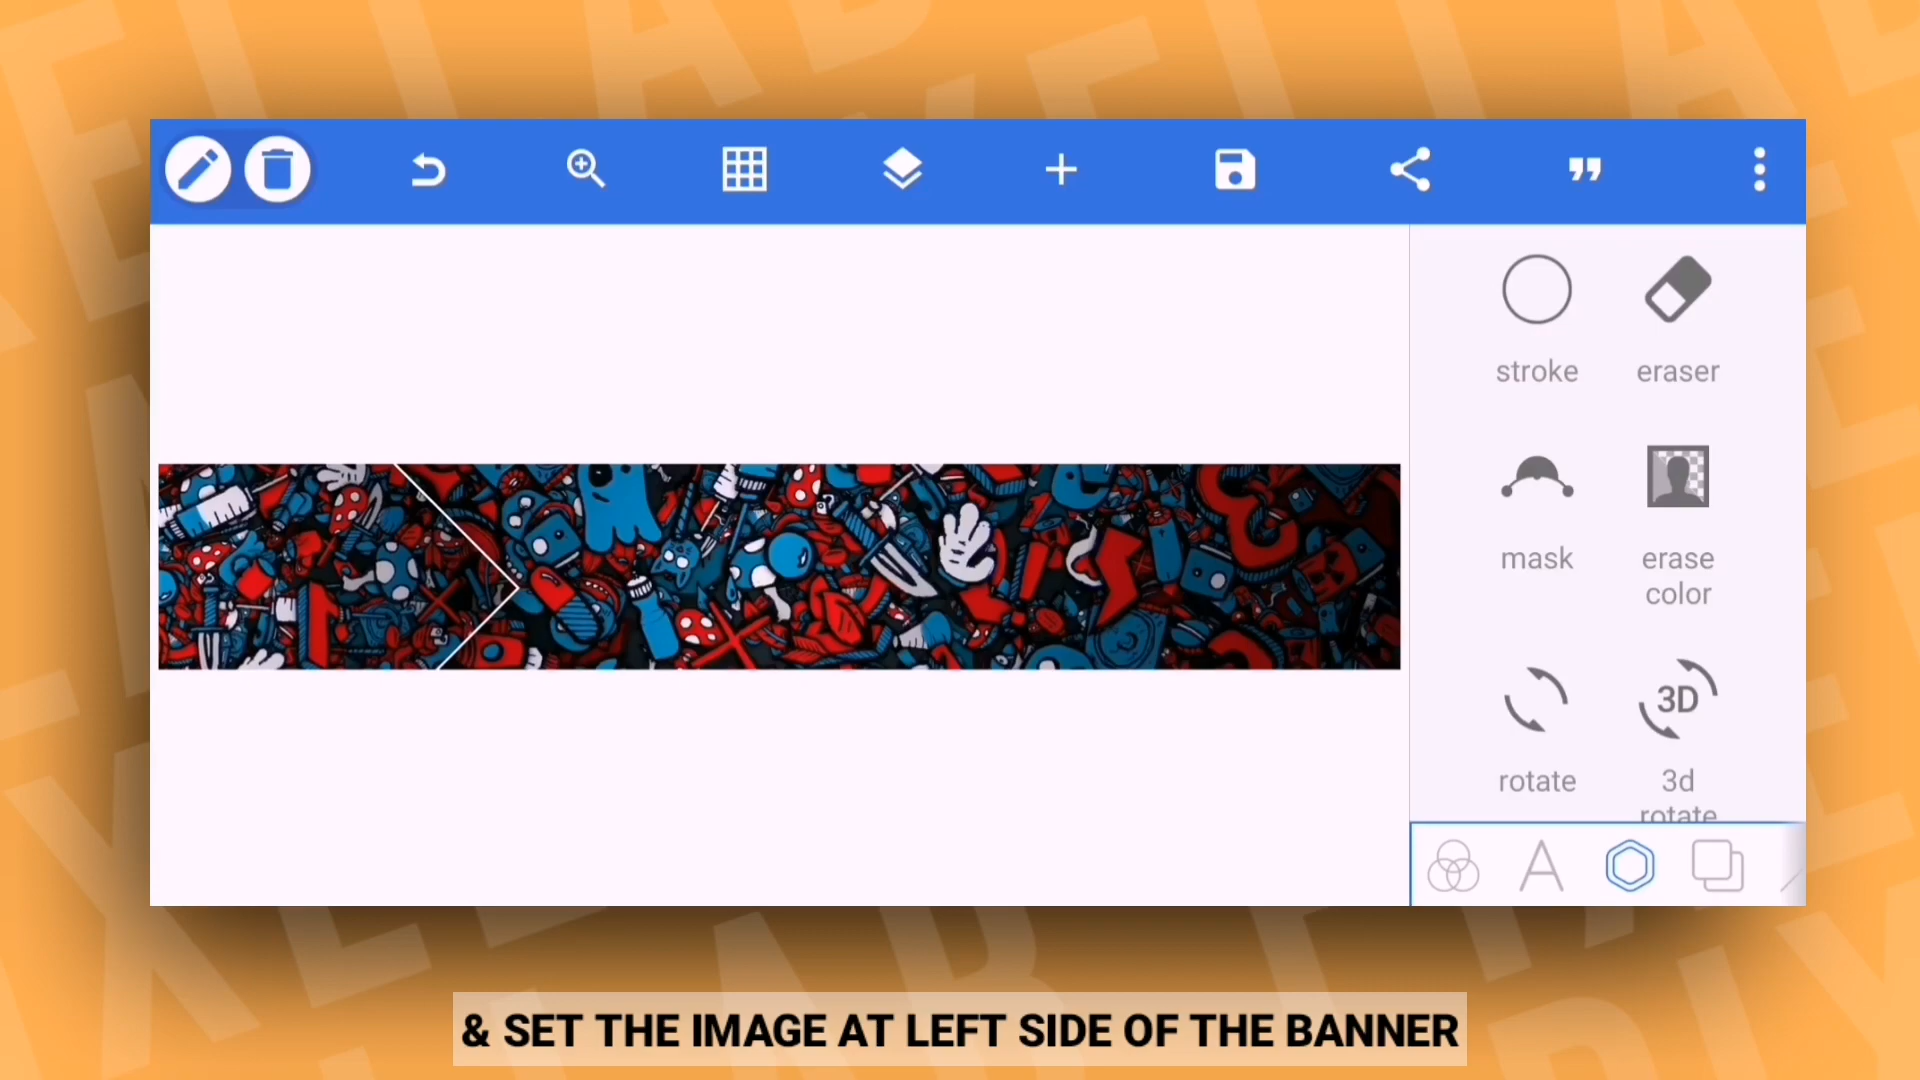 stroke
eraser
mask
erase
color
3D
rotate
3d
rotate
& SET THE IMAGE AT LEFT SIDE OF THE BANNER